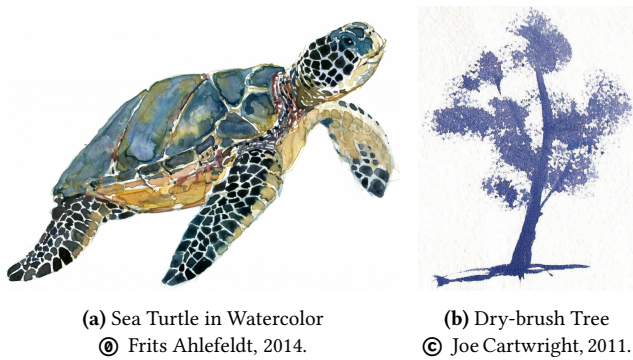 (a) Sea Turtle in Watercolor
🄍 Frits Ahlefeldt, 2014.
(b) Dry-brush Tree
© Joe Cartwright, 2011.